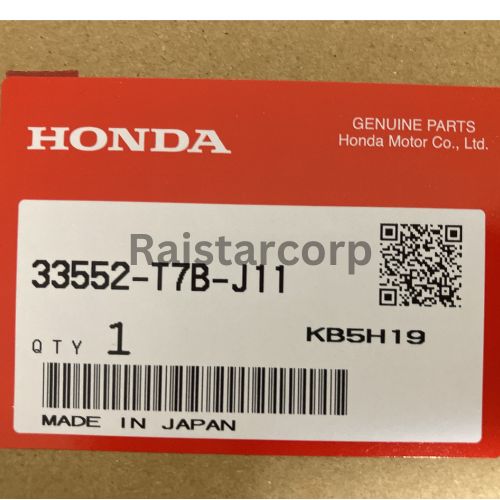 HONDA
GENUINE PARTS
Honda Motor Co., Ltd.
Raistarcorp
33552-T7B-J11
QTY 1
KB5H19
MADE IN JAPAN